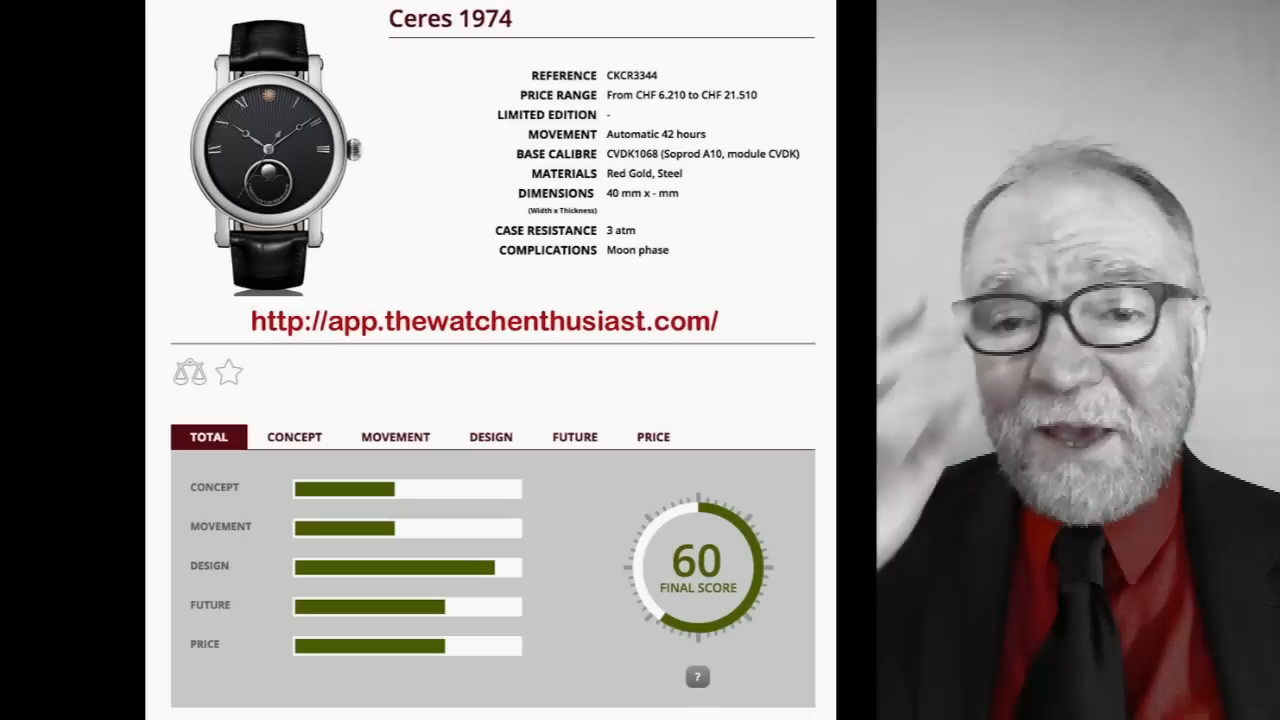 Ceres 1974
REFERENCE CKCR3344
PRICE RANGE From CHF 6.210 to CHF 21.510
LIMITED EDITION -
MOVEMENT Automatic 42 hours
BASE CALIBRE CVDK1068 (Soprod A10, module CVDK)
MATERIALS Red Gold, Steel
DIMENSIONS 40 mm x - mm
(Width x Thickness)
CASE RESISTANCE 3 atm
COMPLICATIONS Moon phase
http://app.thewatchenthusiast.com/
TOTAL CONCEPT MOVEMENT DESIGN FUTURE PRICE
CONCEPT
MOVEMENT
DESIGN
FUTURE
PRICE
60
FINAL SCORE
?